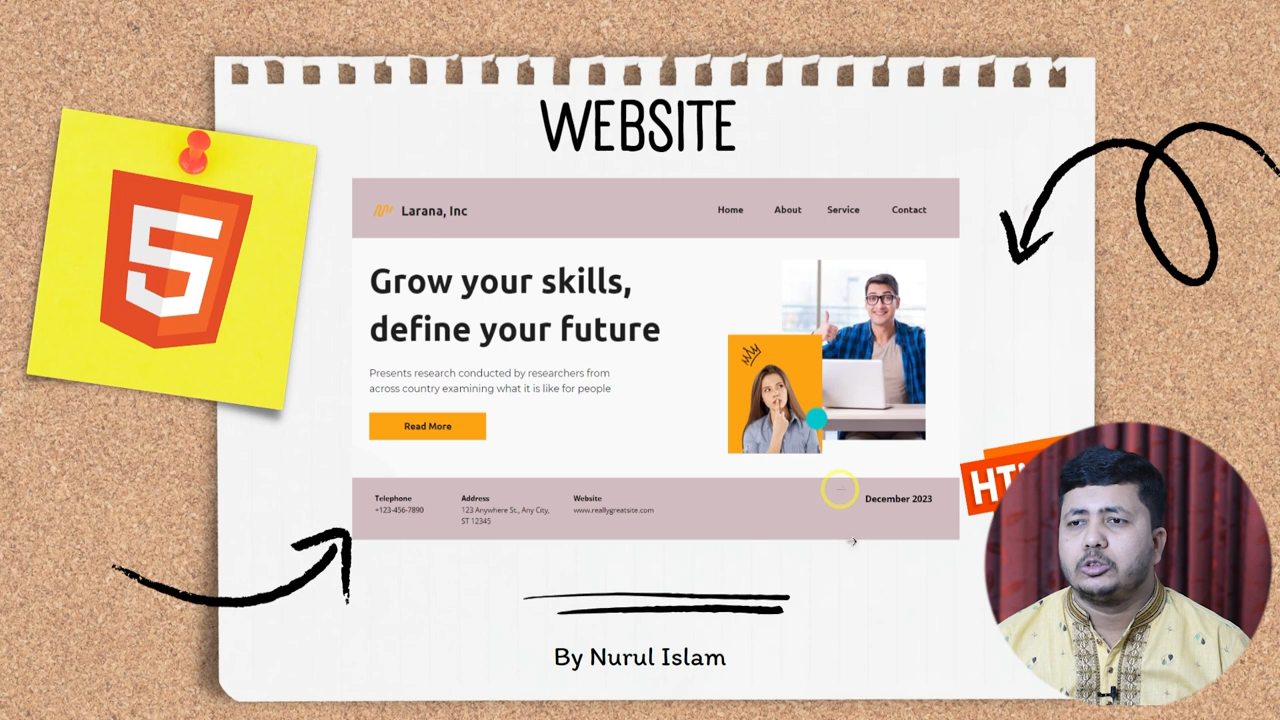 WEBSITE
Larana, Inc
Home About Service Contact
Grow your skills,
define your future
Presents research conducted by researchers from
across country examining what it is like for people
Read More
Telephone
+123-456-7890
Address
123 Anywhere St., Any City,
ST 12345
Website
www.reallygreatsite.com
December 2023
5
By Nurul Islam